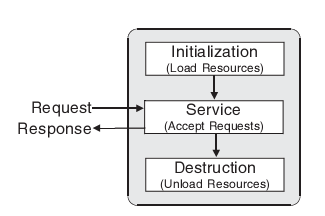 Initialization
(Load Resources)
Request
Response
Service
(Accept Requests)
Destruction
(Unload Resources)